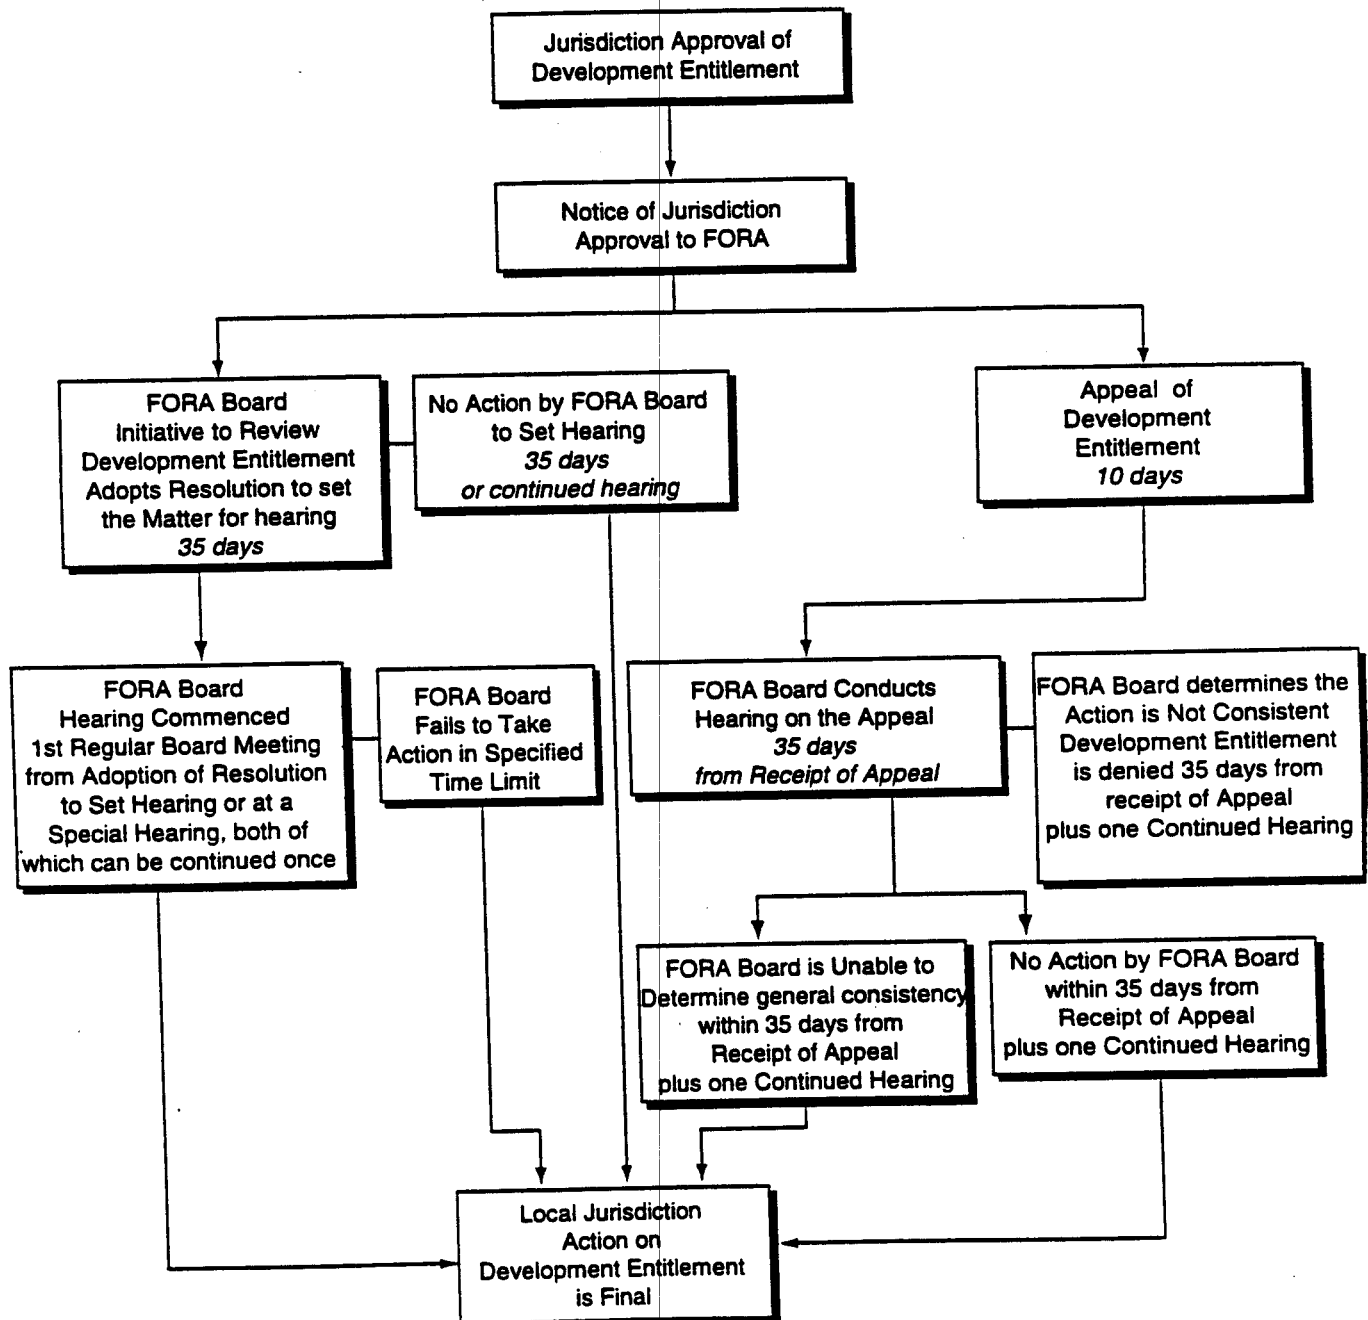 Jurisdiction Approval of
Development Entitlement
Notice of Jurisdiction
Approval to FORA
FORA Board
Initiative to Review
Development Entitlement
Adopts Resolution to set
the Matter for hearing
35 days
No Action by FORA Board
to Set Hearing
35 days
or continued hearing
Appeal of
Development
Entitlement
10 days
FORA Board
Hearing Commenced
1st Regular Board Meeting
from Adoption of Resolution
to Set Hearing or at a
Special Hearing, both of
which can be continued once
FORA Board
Fails to Take
Action in Specified
Time Limit
FORA Board Conducts
Hearing on the Appeal
35 days
from Receipt of Appeal
FORA Board determines the
Action is Not Consistent
Development Entitlement
is denied 35 days from
receipt of Appeal
plus one Continued Hearing
FORA Board is Unable to
Determine general consistency
within 35 days from
Receipt of Appeal
plus one Continued Hearing
No Action by FORA Board
within 35 days from
Receipt of Appeal
plus one Continued Hearing
Local Jurisdiction
Action on
Development Entitlement
is Final